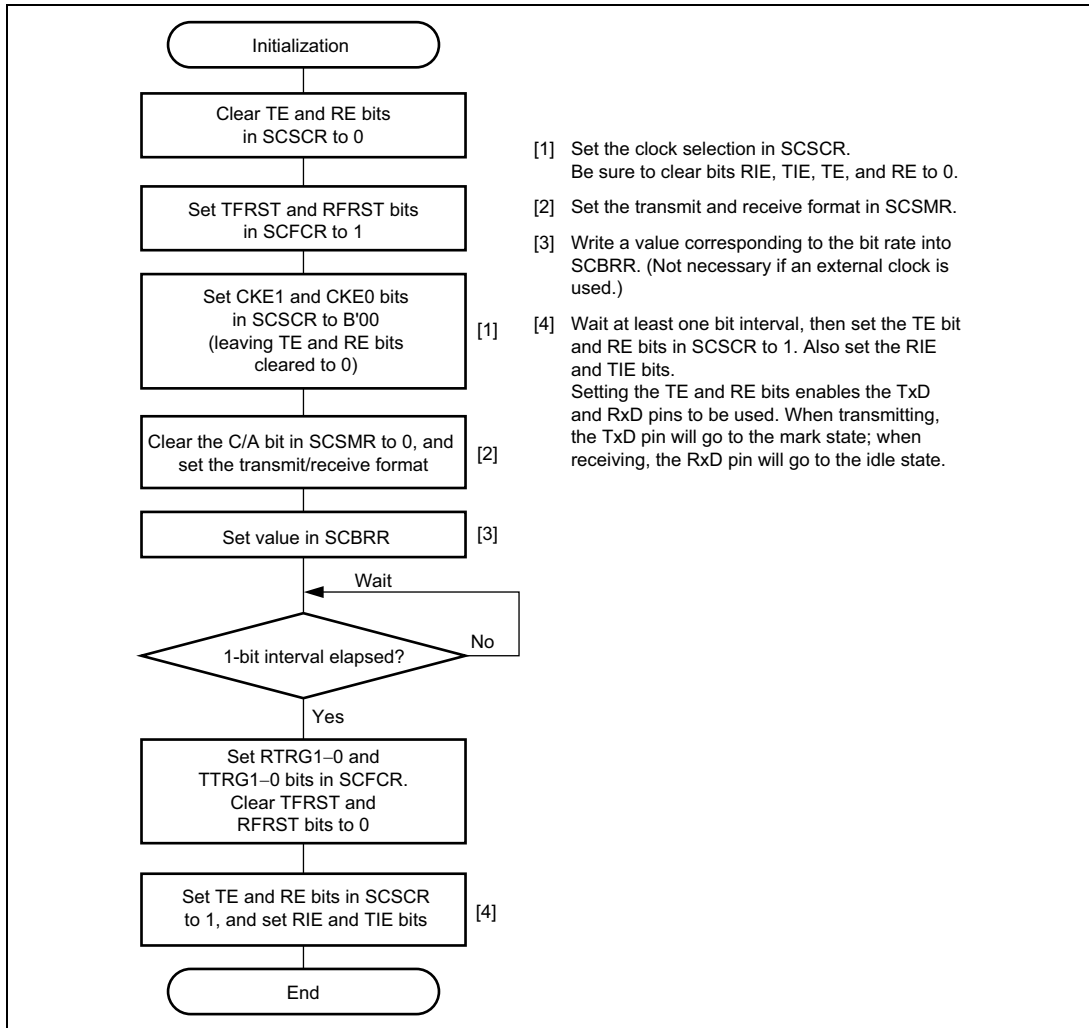 Initialization
Clear TE and RE bits
in SCSCR to 0
Set TFRST and RFRST bits
in SCFCR to 1
Set CKE1 and CKE0 bits
in SCSCR to B'00
(leaving TE and RE bits
cleared to 0)
[1]
Clear the C/A bit in SCSMR to 0, and
set the transmit/receive format
[2]
Set value in SCBRR
[3]
Wait
1-bit interval elapsed?
No
Yes
Set RTRG1–0 and
TTRG1–0 bits in SCFCR.
Clear TFRST and
RFRST bits to 0
Set TE and RE bits in SCSCR
to 1, and set RIE and TIE bits
[4]
End
[1] Set the clock selection in SCSCR.
Be sure to clear bits RIE, TIE, TE, and RE to 0.
[2] Set the transmit and receive format in SCSMR.
[3] Write a value corresponding to the bit rate into
SCBRR. (Not necessary if an external clock is
used.)
[4] Wait at least one bit interval, then set the TE bit
and RE bits in SCSCR to 1. Also set the RIE
and TIE bits.
Setting the TE and RE bits enables the TxD
and RxD pins to be used. When transmitting,
the TxD pin will go to the mark state; when
receiving, the RxD pin will go to the idle state.